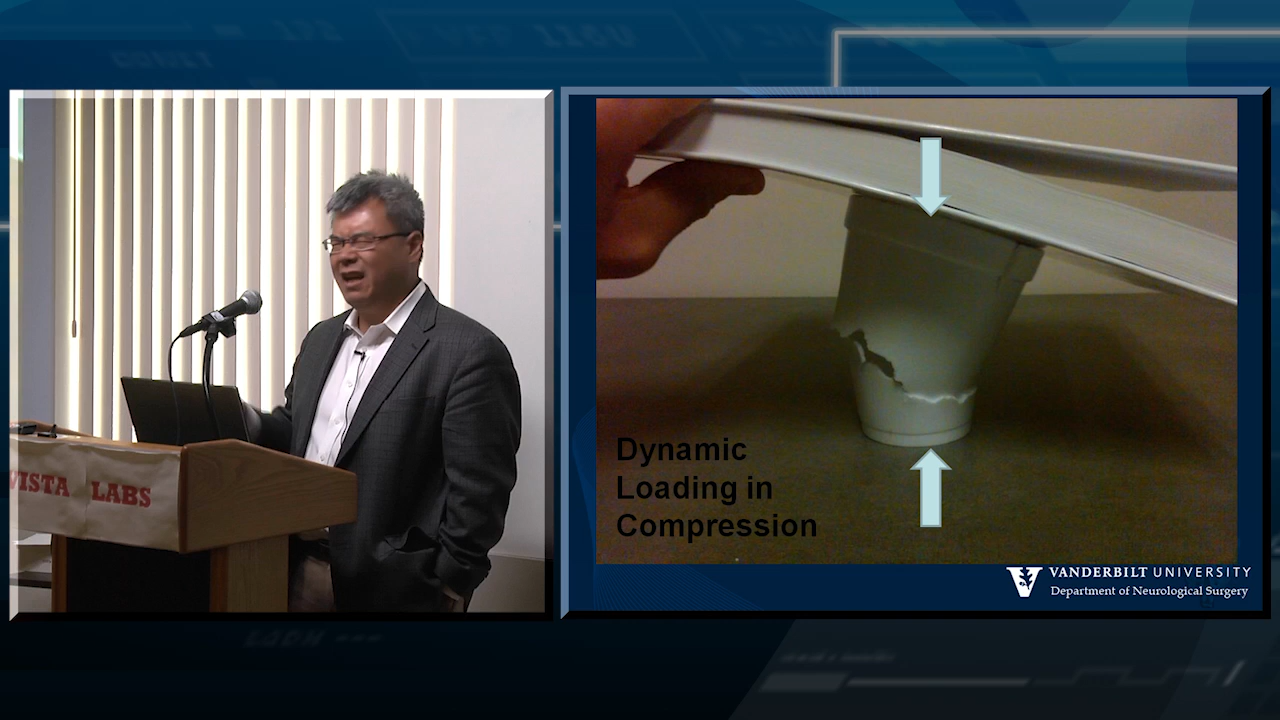 VISTA LABS
Dynamic
Loading in
Compression
VANDERBILT UNIVERSITY
Department of Neurological Surgery